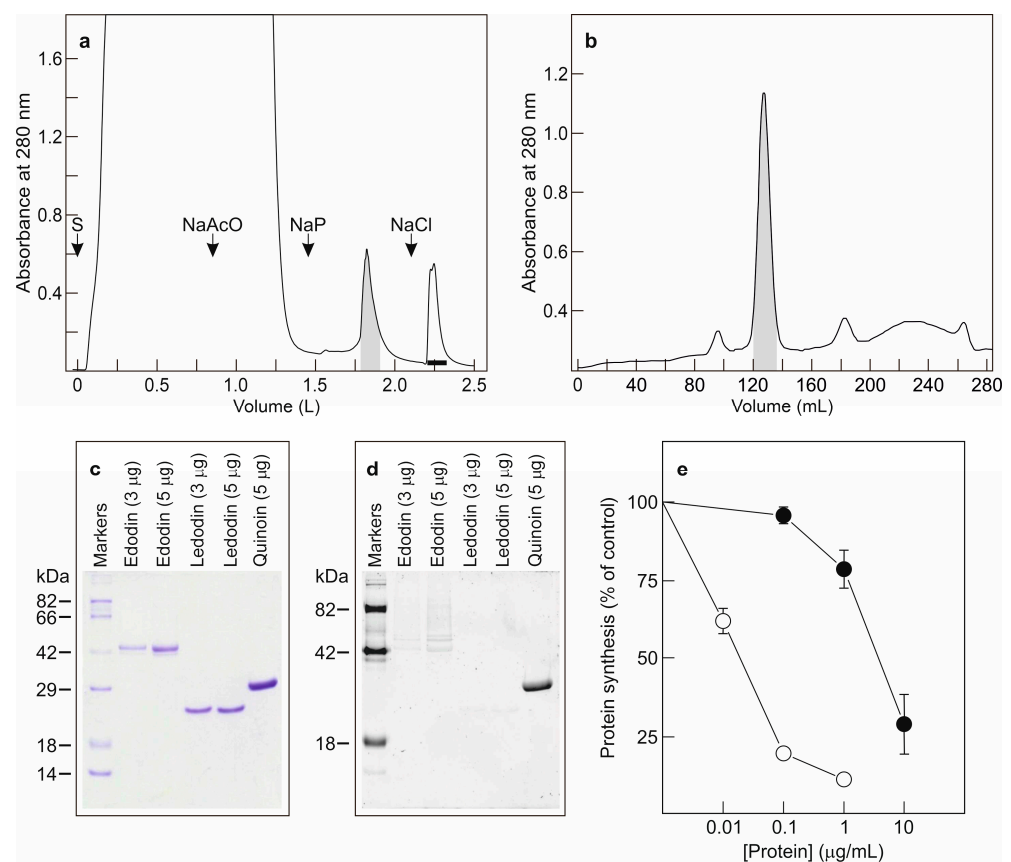 a
Absorbance at 280 nm
1.6
1.2
0.8
0.4
S
NaAcO
NaP
NaCl
0 0.5 1.0 1.5 2.0 2.5
Volume (L)
b
Absorbance at 280 nm
1.2
1.0
0.8
0.6
0.4
0 40 80 120 160 200 240 280
Volume (mL)
c
Markers
Edodin (3 μg)
Edodin (5 μg)
Ledodin (3 μg)
Ledodin (5 μg)
Quinoin (5 μg)
kDa
82
66
42
29
18
14
d
Markers
Edodin (3 μg)
Edodin (5 μg)
Ledodin (3 μg)
Ledodin (5 μg)
Quinoin (5 μg)
kDa
82
42
18
e
Protein synthesis (% of control)
100
75
50
25
0.01 0.1 1 10
[Protein] (μg/mL)